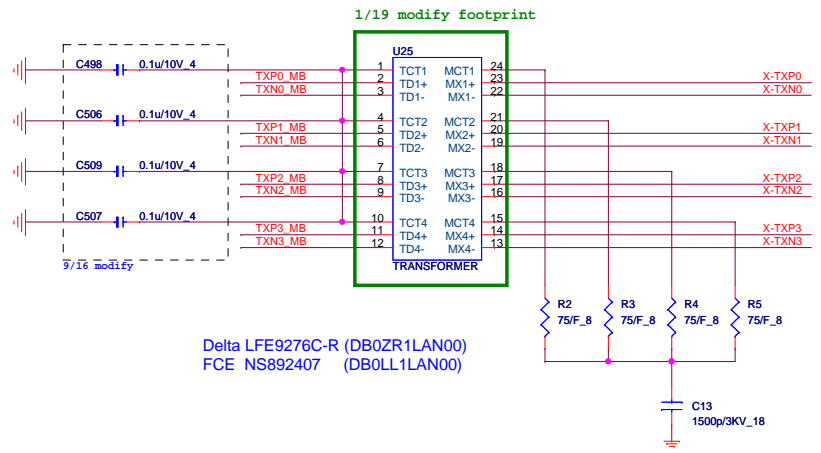 1/19 modify footprint
U25
C498 0.1u/10V_4
1 TCT1 MCT1 24
TXP0_MB 2 TD1+ MX1+ 23 X-TXP0
TXN0_MB 3 TD1- MX1- 22 X-TXN0
C506 0.1u/10V_4
4 TCT2 MCT2 21
TXP1_MB 5 TD2+ MX2+ 20 X-TXP1
TXN1_MB 6 TD2- MX2- 19 X-TXN1
C509 0.1u/10V_4
7 TCT3 MCT3 18
TXP2_MB 8 TD3+ MX3+ 17 X-TXP2
TXN2_MB 9 TD3- MX3- 16 X-TXN2
C507 0.1u/10V_4
10 TCT4 MCT4 15
TXP3_MB 11 TD4+ MX4+ 14 X-TXP3
TXN3_MB 12 TD4- MX4- 13 X-TXN3
9/16 modify
TRANSFORMER
R2 R3 R4 R5
75/F_8 75/F_8 75/F_8 75/F_8
Delta LFE9276C-R (DB0ZR1LAN00)
FCE NS892407 (DB0LL1LAN00)
C13
1500p/3KV_18